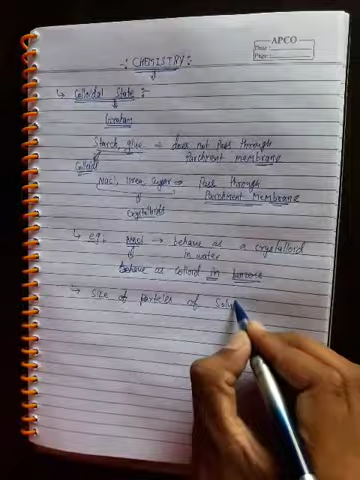 APCO
Date :
Page :
-: CHEMISTRY :-
Colloidal State :-
Graham
Starch, glue → does not Pass through
Parchment membrane
Colloid
NaCl, Urea, sugar → Pass through
Parchment Membrane
Crystalloids
e.g., NaCl → behave as a crystalloid
in water
behave as colloid in benzene
Size of particles of Solu